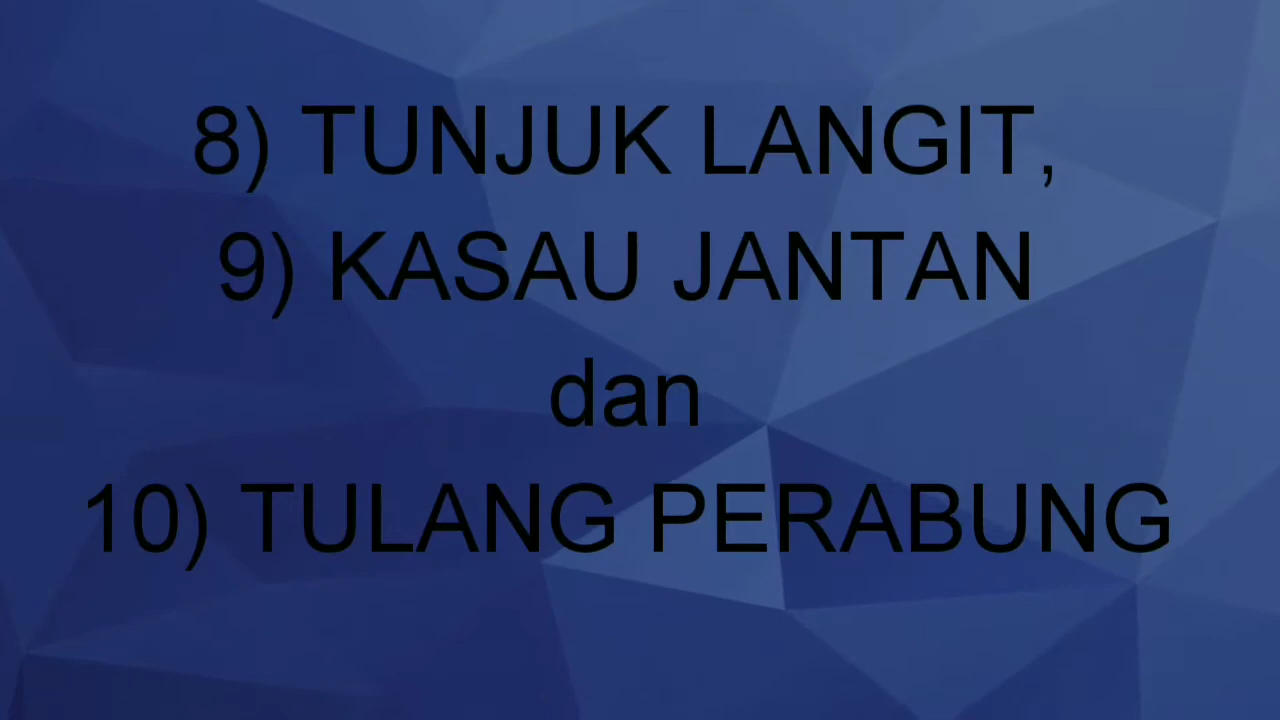 8) TUNJUK LANGIT,
9) KASAU JANTAN
dan
10) TULANG PERABUNG